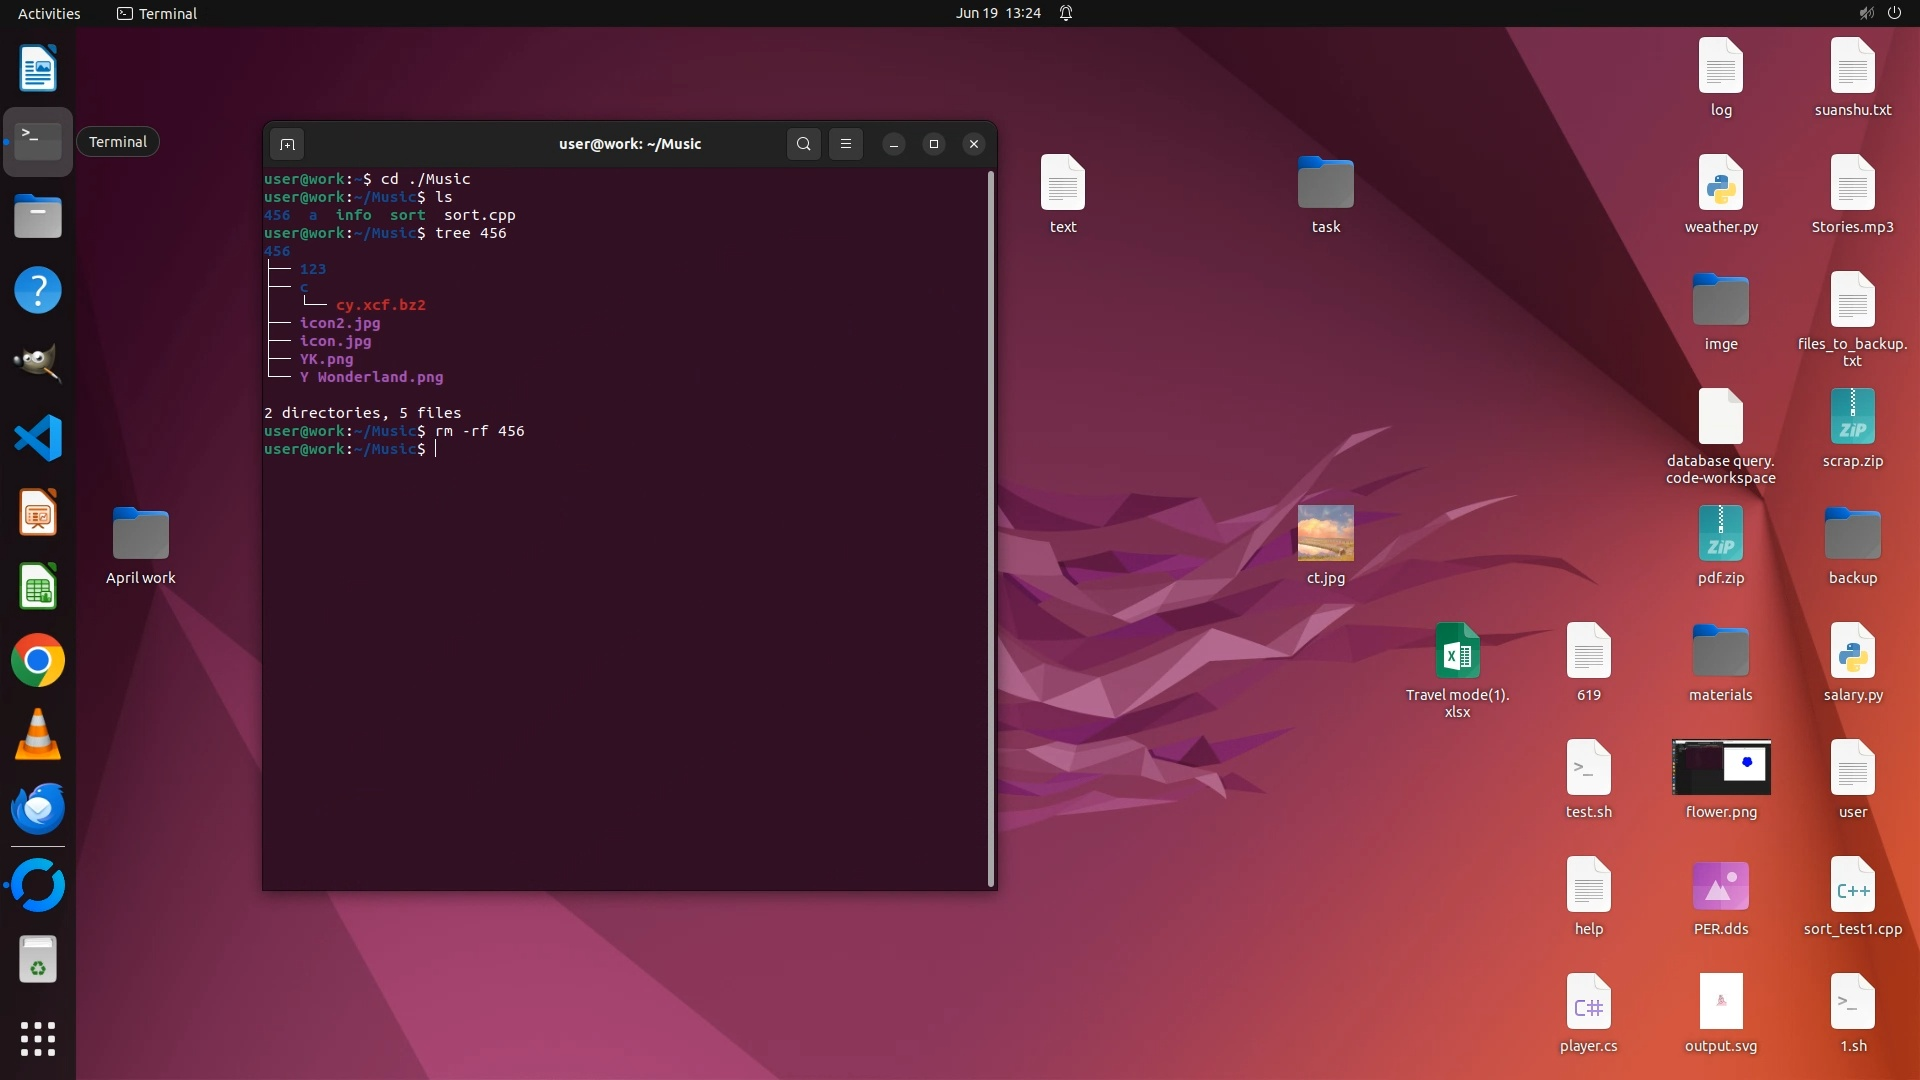 Activities
Terminal
Jun 19 13:24
Terminal
user@work: ~/Music
user@work:~$ cd ./Music
user@work:~/Music$ ls
456 a info sort sort.cpp
user@work:~/Music$ tree 456
456
├── 123
├── c
│   └── cy.xcf.bz2
├── icon2.jpg
├── icon.jpg
├── YK.png
└── Y Wonderland.png
2 directories, 5 files
user@work:~/Music$ rm -rf 456
user@work:~/Music$
April work
text
task
ct.jpg
Travel mode(1).
xlsx
log
suanshu.txt
weather.py
Stories.mp3
imge
files_to_backup.
txt
database query.
code-workspace
ZiP
scrap.zip
ZiP
pdf.zip
backup
X
619
materials
salary.py
>_
test.sh
flower.png
user
help
PER.dds
C++
sort_test1.cpp
C#
player.cs
output.svg
>_
1.sh